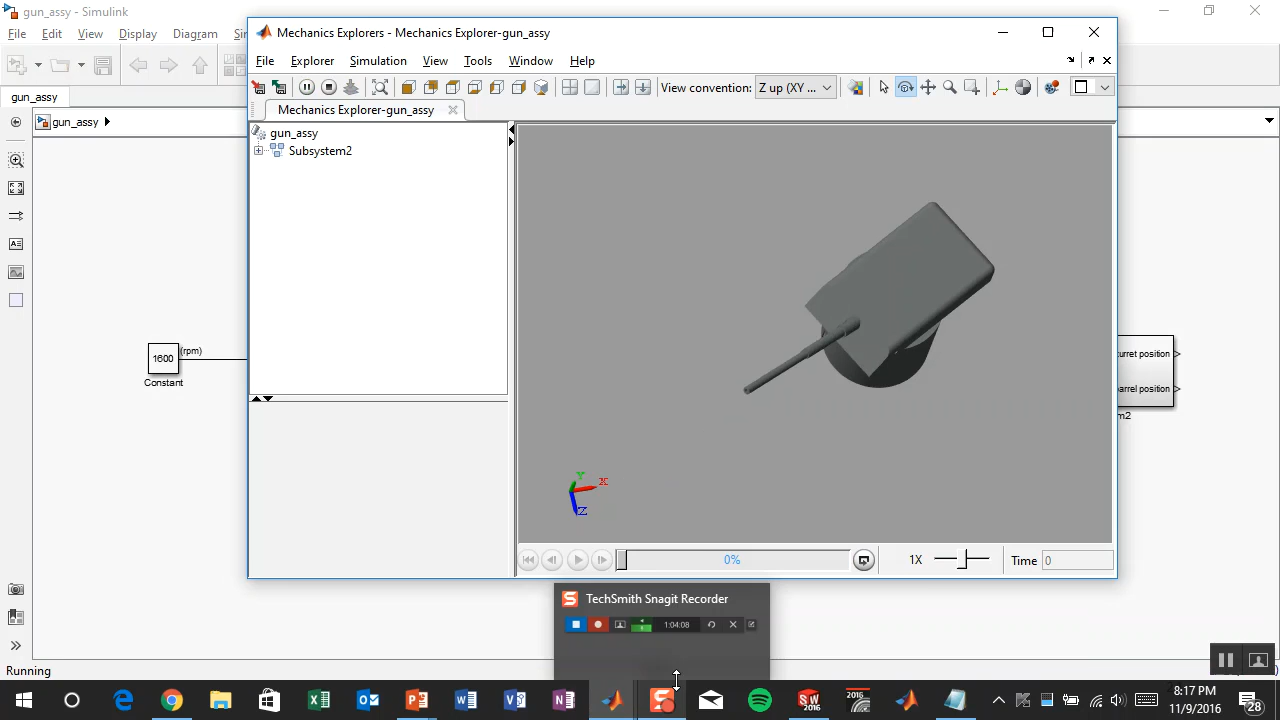 gun_assy - Simulink
File Edit View Display Diagram
gun_assy
gun_assy
1600
(rpm)
Constant
Running
Mechanics Explorers - Mechanics Explorer-gun_assy
File Explorer Simulation View Tools Window Help
View convention: Z up (XY ...
Mechanics Explorer-gun_assy
gun_assy
Subsystem2
Y
X
Z
0%
1X
Time 0
urret position
arrel position
m2
TechSmith Snagit Recorder
1:04:08
8:17 PM
11/9/2016
28
2016